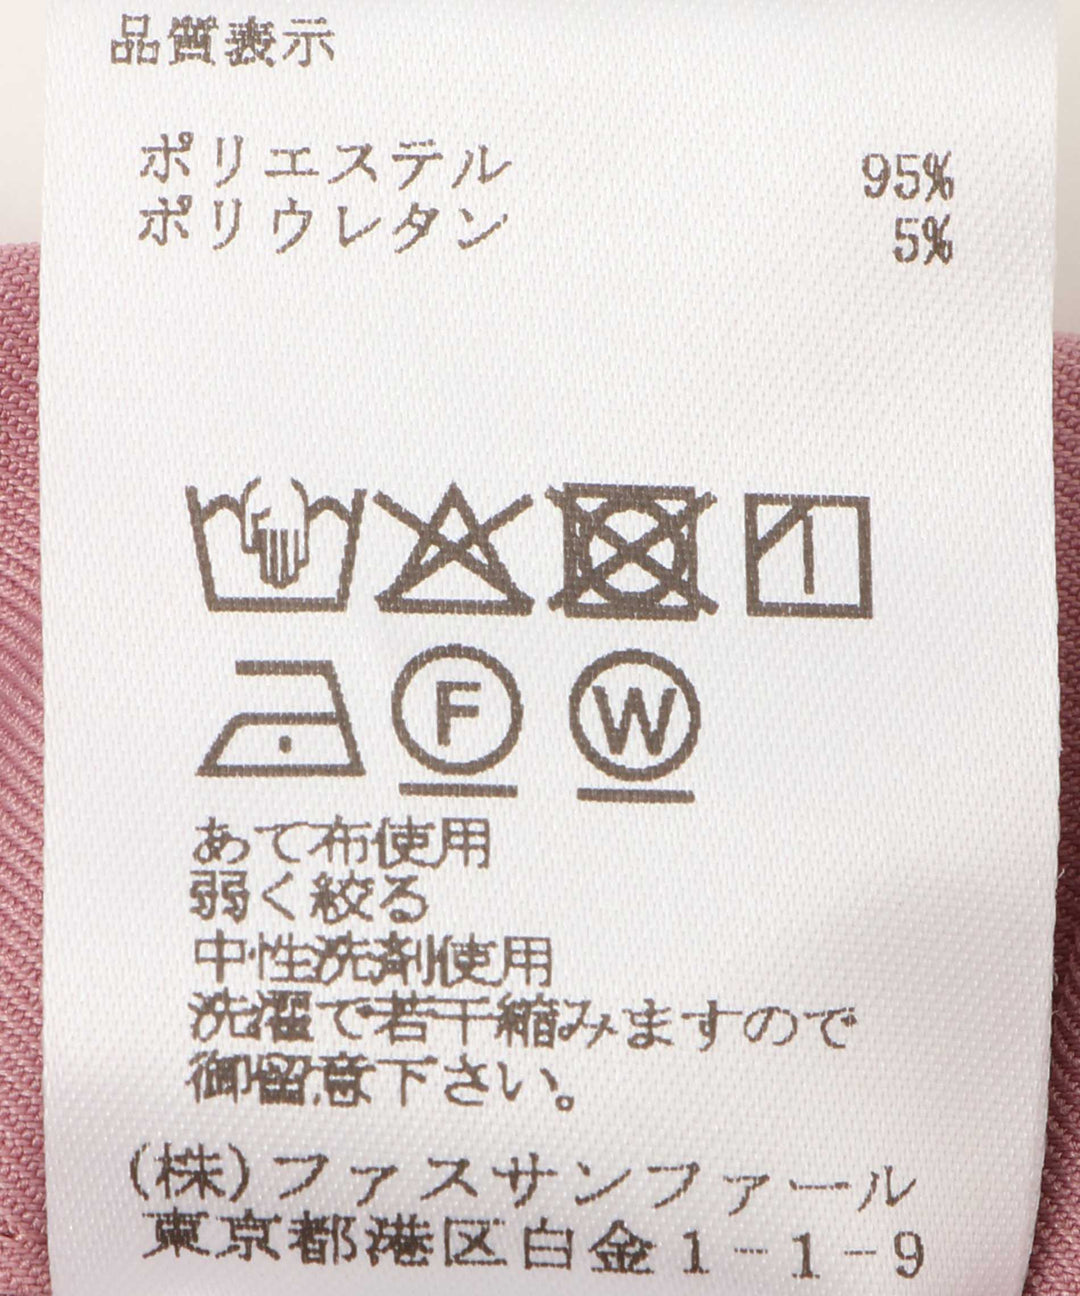 品質表示
ポリエステル 95%
ポリウレタン 5%
F W
あて布使用
弱く絞る
中性洗剤使用
洗濯で若干縮みますので
御留意下さい。
(株)ファスサンファール
東京都港区白金1-1-9